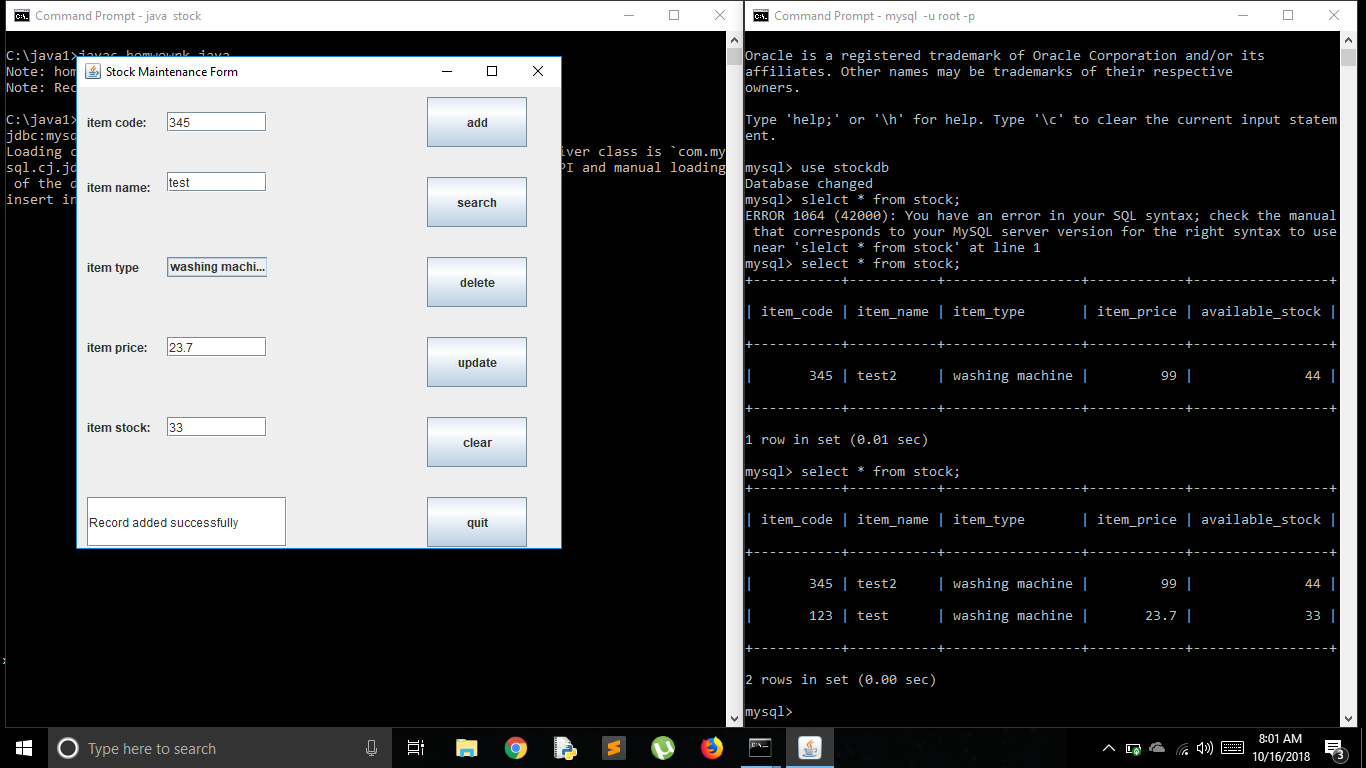 Command Prompt - java  stock
C:\java1>javac homwownk.java
Note: hom
Note: Rec
C:\java1>
jdbc:mysq
Loading c iver class is `com.my
sql.cj.jd PI and manual loading
of the d
insert in
Stock Maintenance Form
item code: 345 add
item name: test search
item type washing machi... delete
item price: 23.7 update
item stock: 33 clear
Record added successfully quit
Command Prompt - mysql  -u root -p
Oracle is a registered trademark of Oracle Corporation and/or its
affiliates. Other names may be trademarks of their respective
owners.
Type 'help;' or '\h' for help. Type '\c' to clear the current input statem
ent.
mysql> use stockdb
Database changed
mysql> slelct * from stock;
ERROR 1064 (42000): You have an error in your SQL syntax; check the manual
that corresponds to your MySQL server version for the right syntax to use
near 'slelct * from stock' at line 1
mysql> select * from stock;
+-----------+-----------+-----------------+------------+-----------------+
| item_code | item_name | item_type       | item_price | available_stock |
+-----------+-----------+-----------------+------------+-----------------+
|       345 | test2     | washing machine |         99 |              44 |
+-----------+-----------+-----------------+------------+-----------------+
1 row in set (0.01 sec)
mysql> select * from stock;
+-----------+-----------+-----------------+------------+-----------------+
| item_code | item_name | item_type       | item_price | available_stock |
+-----------+-----------+-----------------+------------+-----------------+
|       345 | test2     | washing machine |         99 |              44 |
|       123 | test      | washing machine |       23.7 |              33 |
+-----------+-----------+-----------------+------------+-----------------+
2 rows in set (0.00 sec)
mysql>
Type here to search
8:01 AM
10/16/2018
3